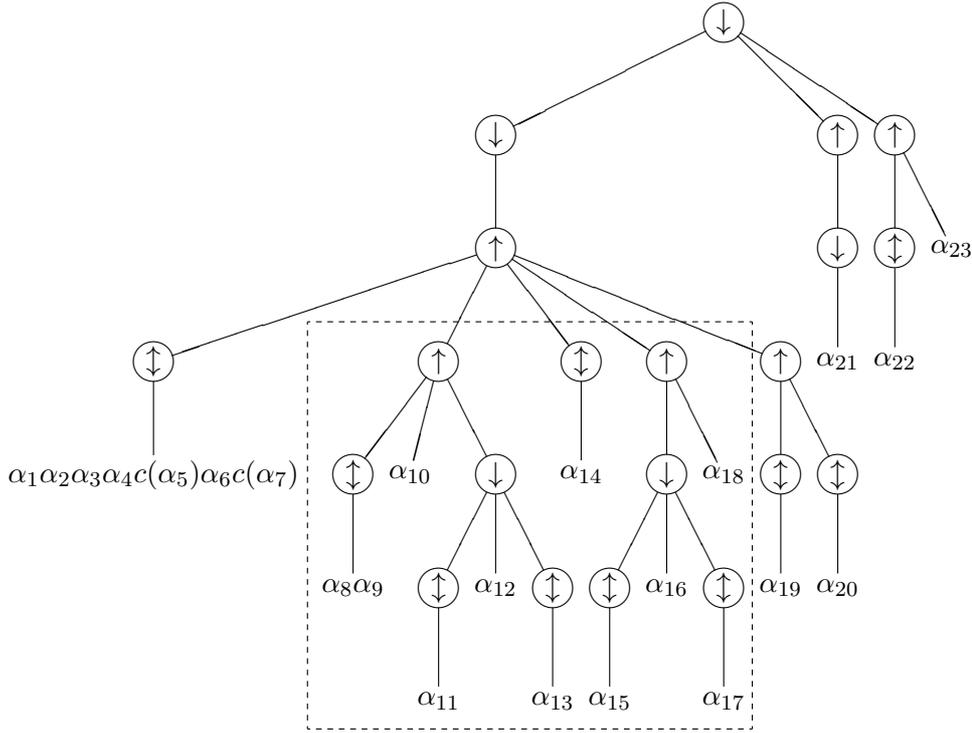 ↓
↓ ↑ ↑
↑ ↓ ↕ α₂₃
↕ ↑ ↕ ↑ ↑ α₂₁ α₂₂
α₁α₂α₃α₄c(α₅)α₆c(α₇) ↕ α₁₀ ↓ α₁₄ ↓ α₁₈ ↕ ↕
α₈α₉ ↕ α₁₂ ↕ ↕ α₁₆ ↕ α₁₉ α₂₀
α₁₁ α₁₃ α₁₅ α₁₇